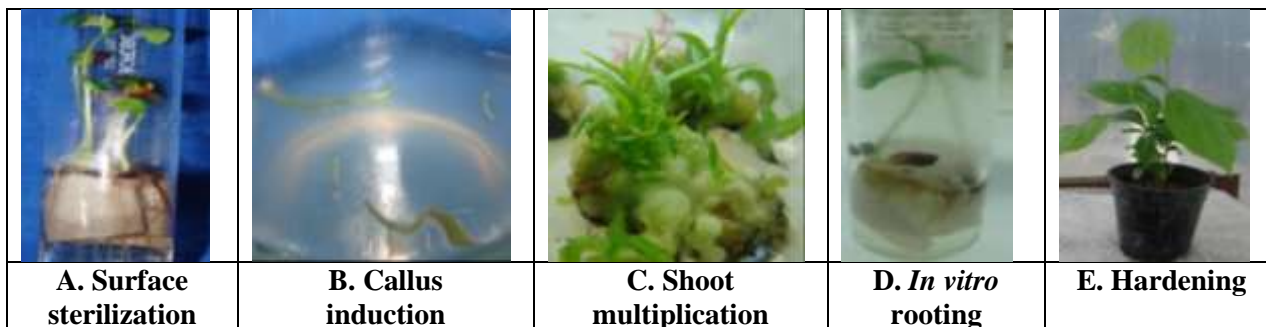 A. Surface
sterilization
B. Callus
induction
C. Shoot
multiplication
D. In vitro
rooting
E. Hardening